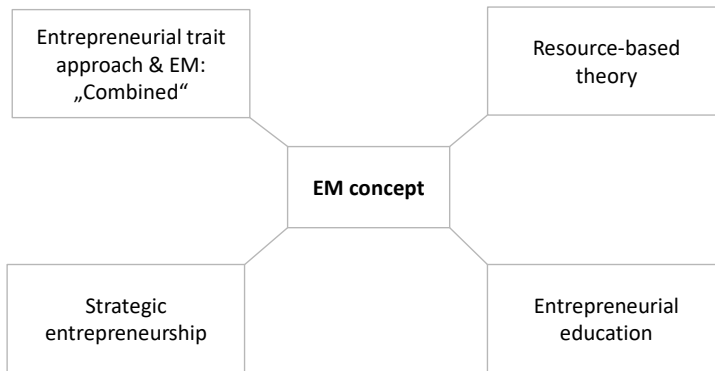 Entrepreneurial trait
approach & EM:
„Combined“
Resource-based
theory
EM concept
Strategic
entrepreneurship
Entrepreneurial
education